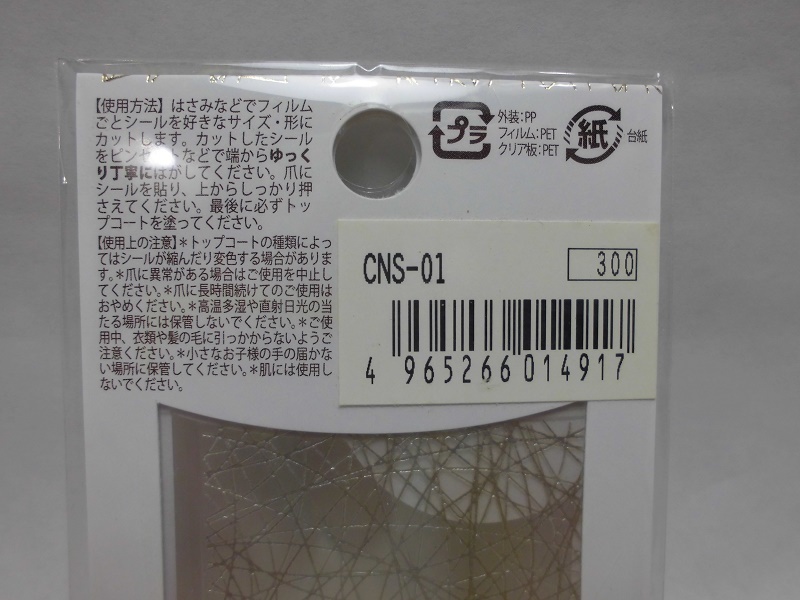 【使用方法】はさみなどでフィルム
ごとシールを好きなサイズ・形に
カットします。カットしたシール
をピンセットなどで端からゆっく
り丁寧にはがしてください。爪に
シールを貼り、上からしっかり押
さえてください。最後に必ずトッ
プコートを塗ってください。
【使用上の注意】＊トップコートの種類によっ
てはシールが縮んだり変色する場合がありま
す。＊爪に異常がある場合はご使用を中止し
てください。＊爪に長時間続けてのご使用は
おやめください。＊高温多湿や直射日光の当
たる場所には保管しないでください。＊ご使
用中、衣類や髪の毛に引っかからないようご
注意ください。＊小さなお子様の手の届かな
い場所に保管してください。＊肌には使用し
ないでください。
プラ
外装：PP
フィルム：PET
クリア板：PET
紙
台紙
CNS-01
300
4 965266 014917